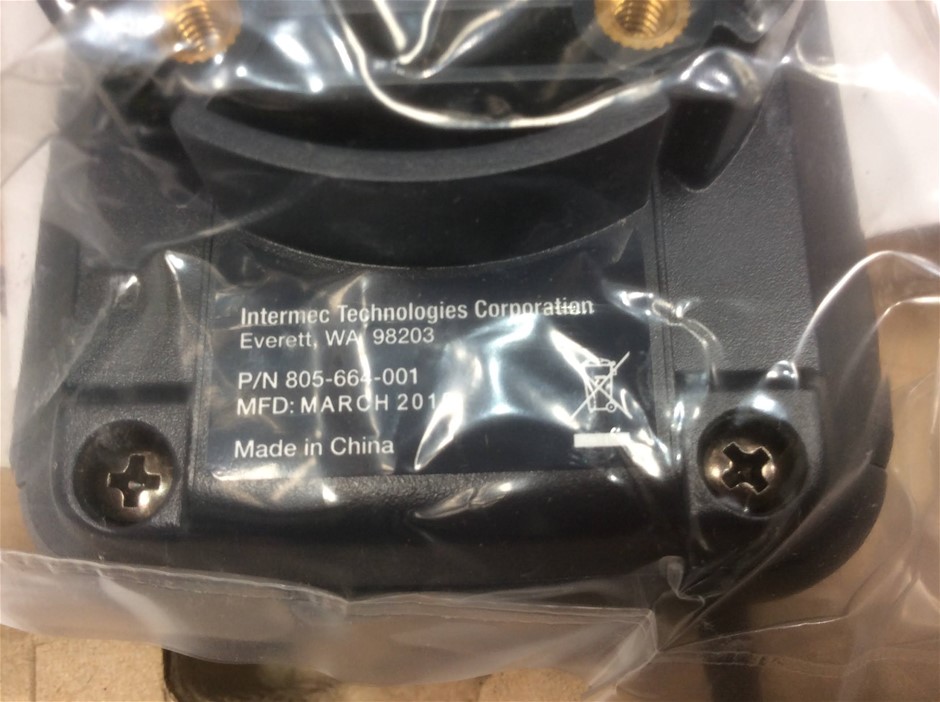 Intermec Technologies Corporation
Everett, WA 98203
P/N 805-664-001
MFD: MARCH
Made in China